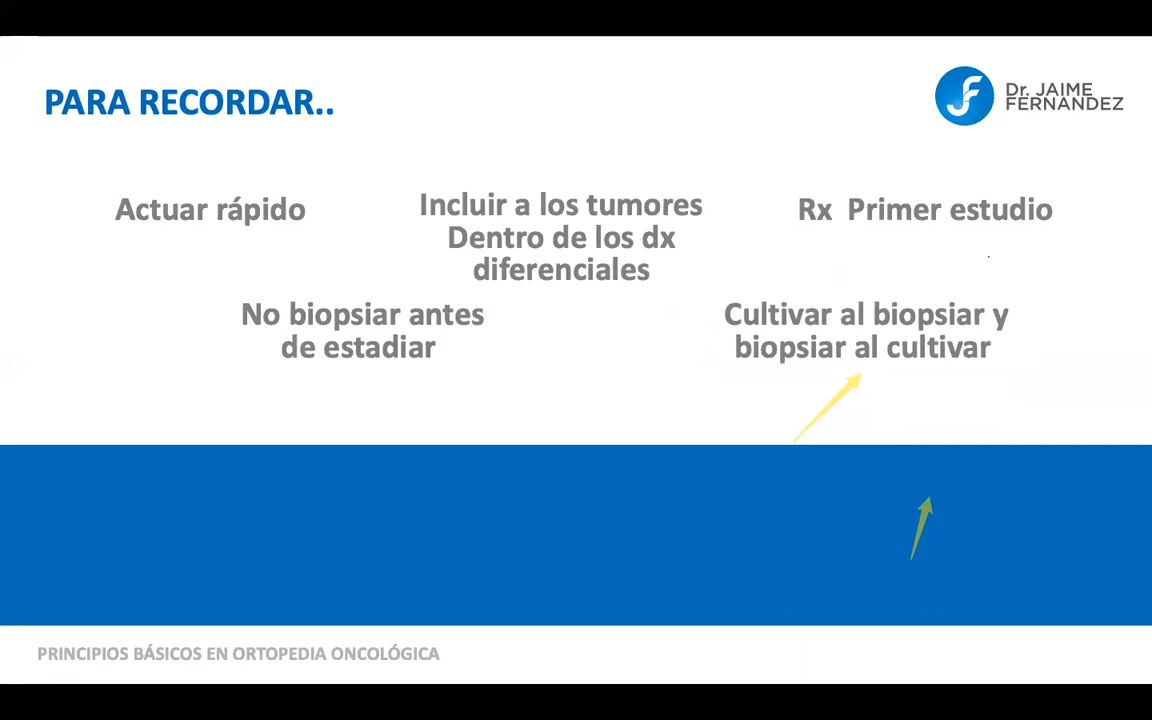 PARA RECORDAR..
Dr. JAIME
FERNANDEZ
Actuar rápido
Incluir a los tumores
Dentro de los dx
diferenciales
Rx Primer estudio
No biopsiar antes
de estadiar
Cultivar al biopsiar y
biopsiar al cultivar
PRINCIPIOS BÁSICOS EN ORTOPEDIA ONCOLÓGICA